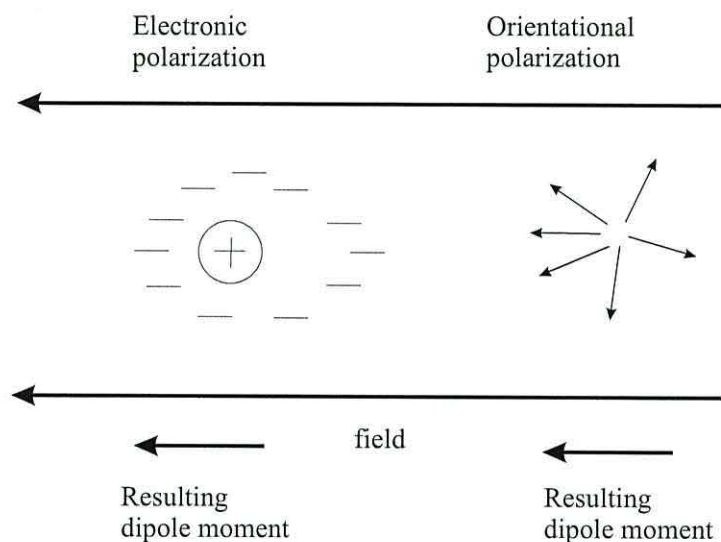 Electronic
polarization
Orientational
polarization
+
field
Resulting
dipole moment
Resulting
dipole moment